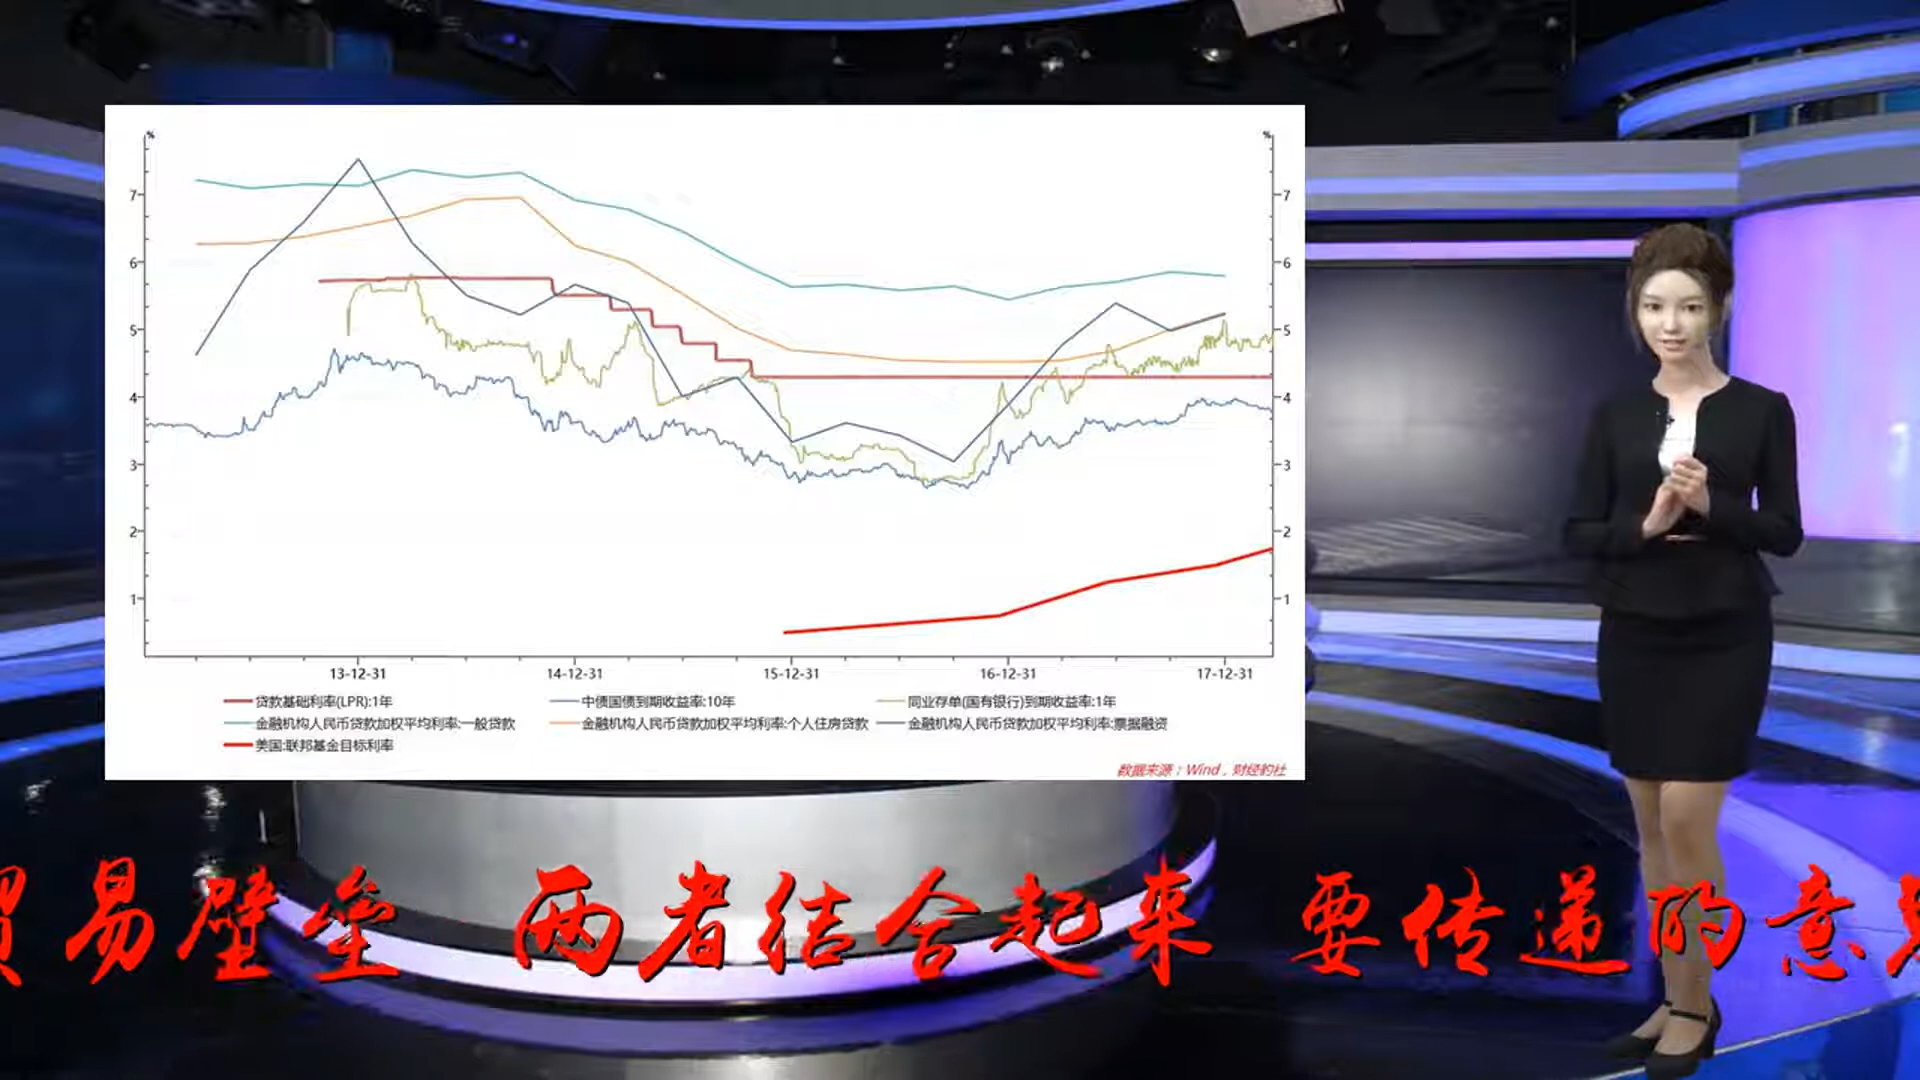 % %
7 7
6 6
5 5
4 4
3 3
2 2
1 1
13-12-31 14-12-31 15-12-31 16-12-31 17-12-31
贷款基础利率(LPR):1年 中债国债到期收益率:10年 同业存单(国有银行)到期收益率:1年
金融机构人民币贷款加权平均利率:一般贷款 金融机构人民币贷款加权平均利率:个人住房贷款 金融机构人民币贷款加权平均利率:票据融资
美国:联邦基金目标利率
数据来源：Wind，财经豹社
贸易壁垒 两者结合起来 要传递的意思